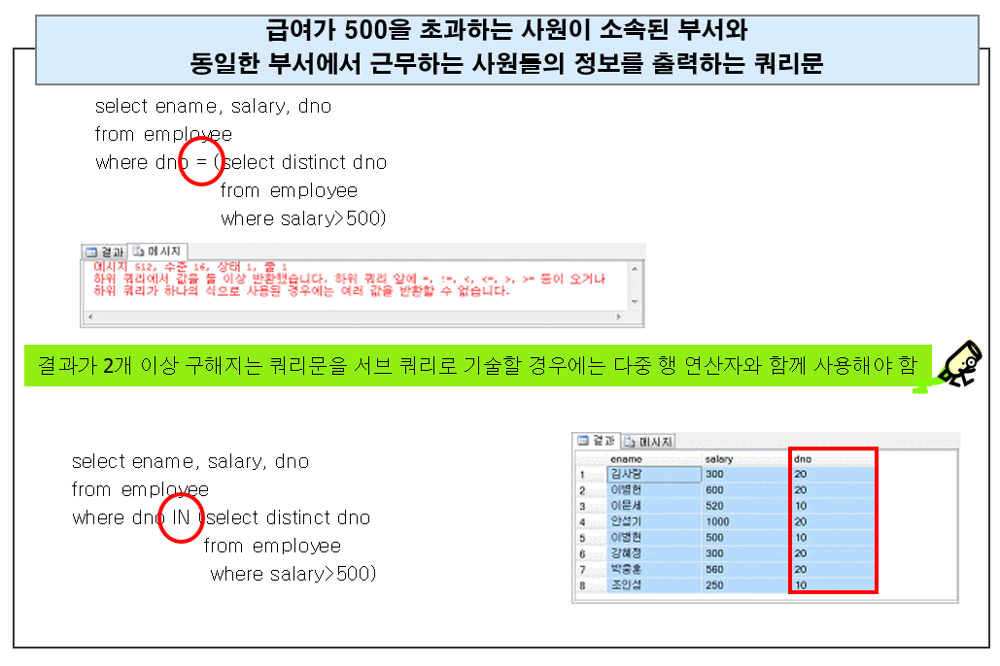 급여가 500을 초과하는 사원이 소속된 부서와
동일한 부서에서 근무하는 사원들의 정보를 출력하는 쿼리문
select ename, salary, dno
from employee
where dno = (select distinct dno
from employee
where salary>500)
결과 메시지
메시지 512, 수준 16, 상태 1, 줄 1
하위 쿼리에서 값을 둘 이상 반환했습니다. 하위 쿼리 앞에 =, !=, <, <=, >, >= 등이 오거나
하위 쿼리가 하나의 식으로 사용된 경우에는 여러 값을 반환할 수 없습니다.
결과가 2개 이상 구해지는 쿼리문을 서브 쿼리로 기술할 경우에는 다중 행 연산자와 함께 사용해야 함
select ename, salary, dno
from employee
where dno IN (select distinct dno
from employee
where salary>500)
결과 메시지
ename salary dno
1 김사랑 300 20
2 이병헌 600 20
3 이문세 520 10
4 안성기 1000 20
5 이병헌 500 10
6 강혜정 300 20
7 박중훈 560 20
8 조인성 250 10